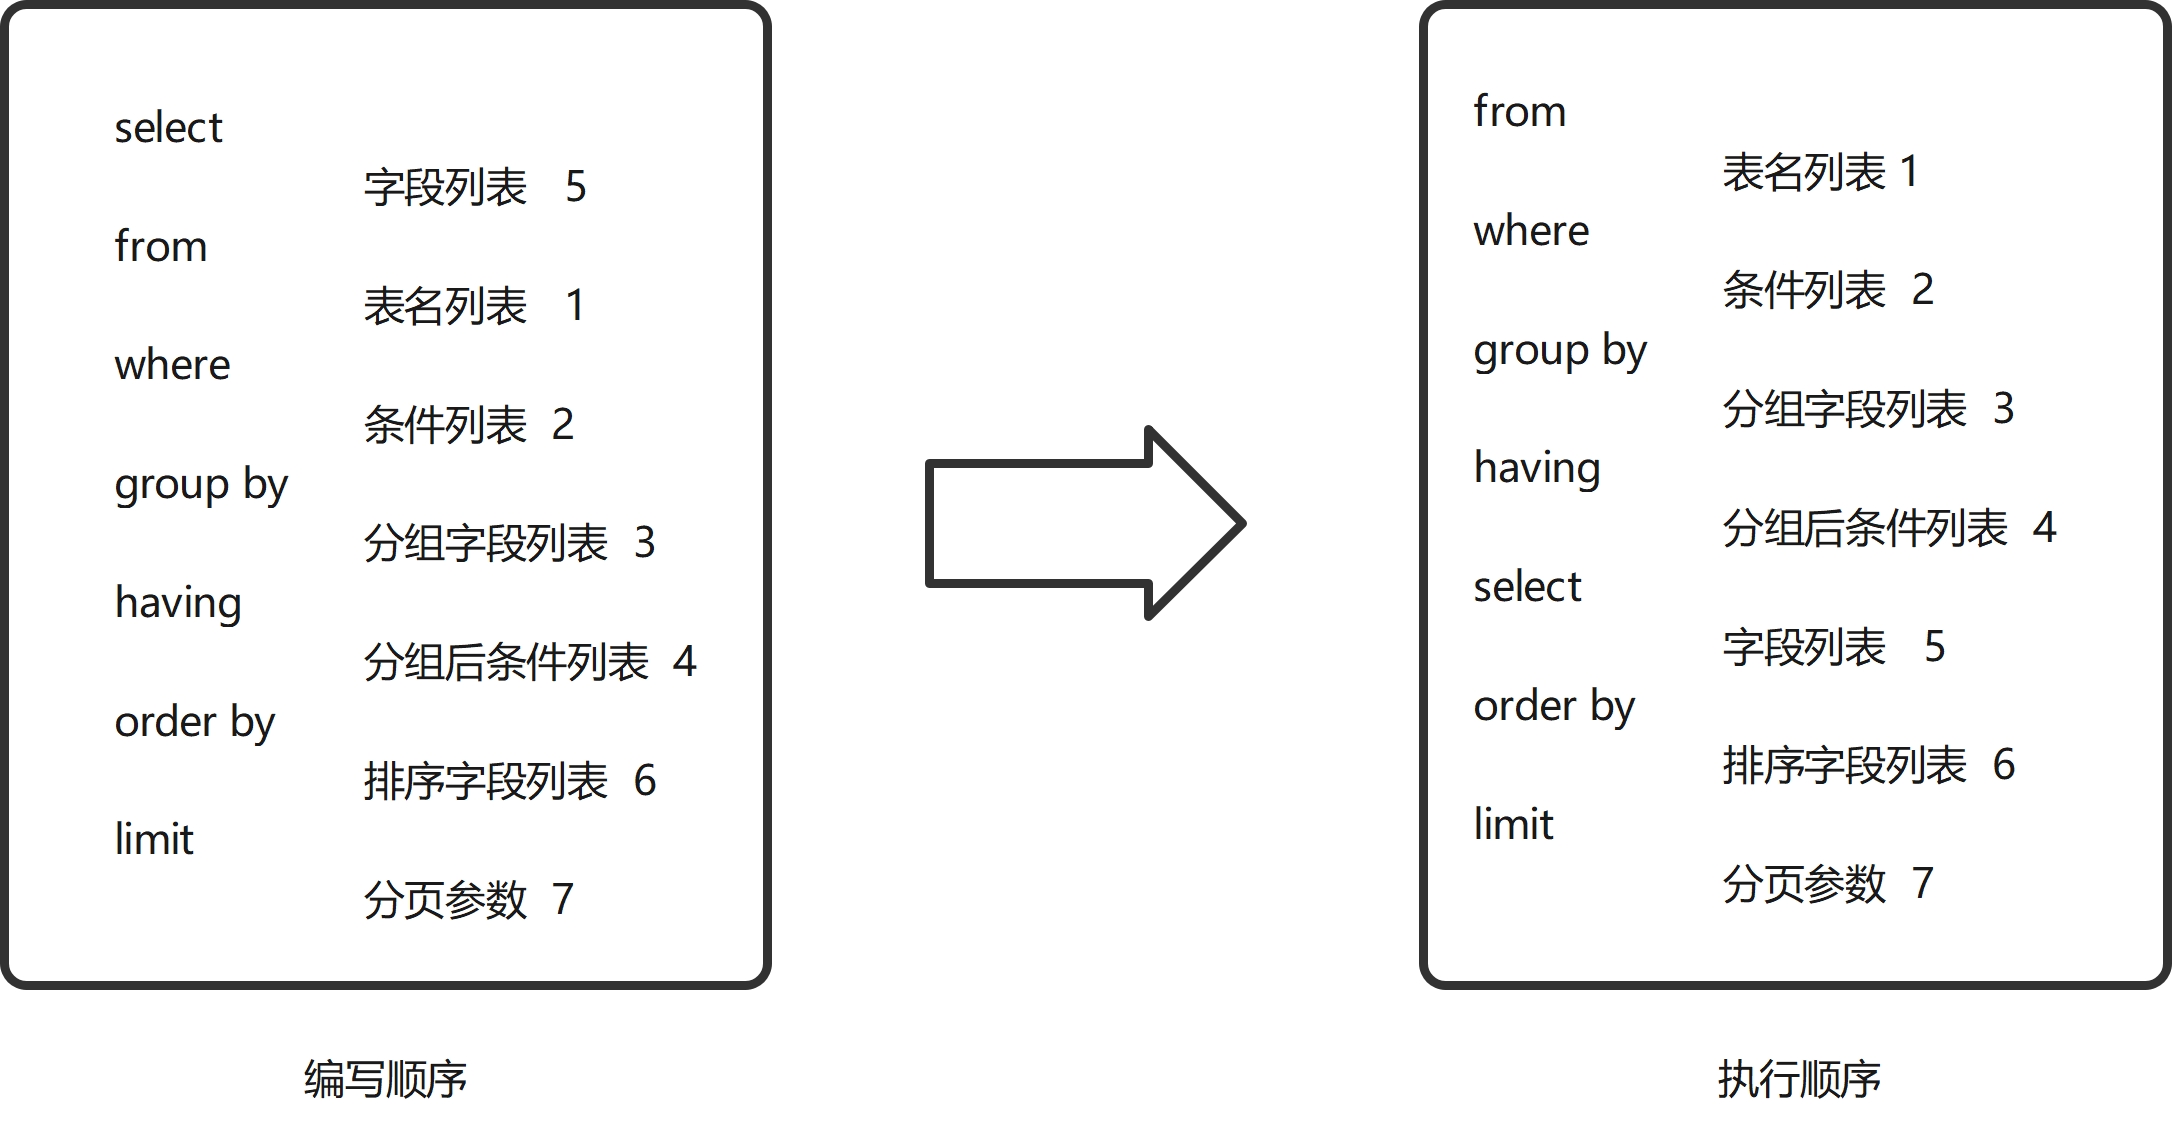 select
字段列表 5
from
表名列表 1
where
条件列表 2
group by
分组字段列表 3
having
分组后条件列表 4
order by
排序字段列表 6
limit
分页参数 7
编写顺序
from
表名列表 1
where
条件列表 2
group by
分组字段列表 3
having
分组后条件列表 4
select
字段列表 5
order by
排序字段列表 6
limit
分页参数 7
执行顺序